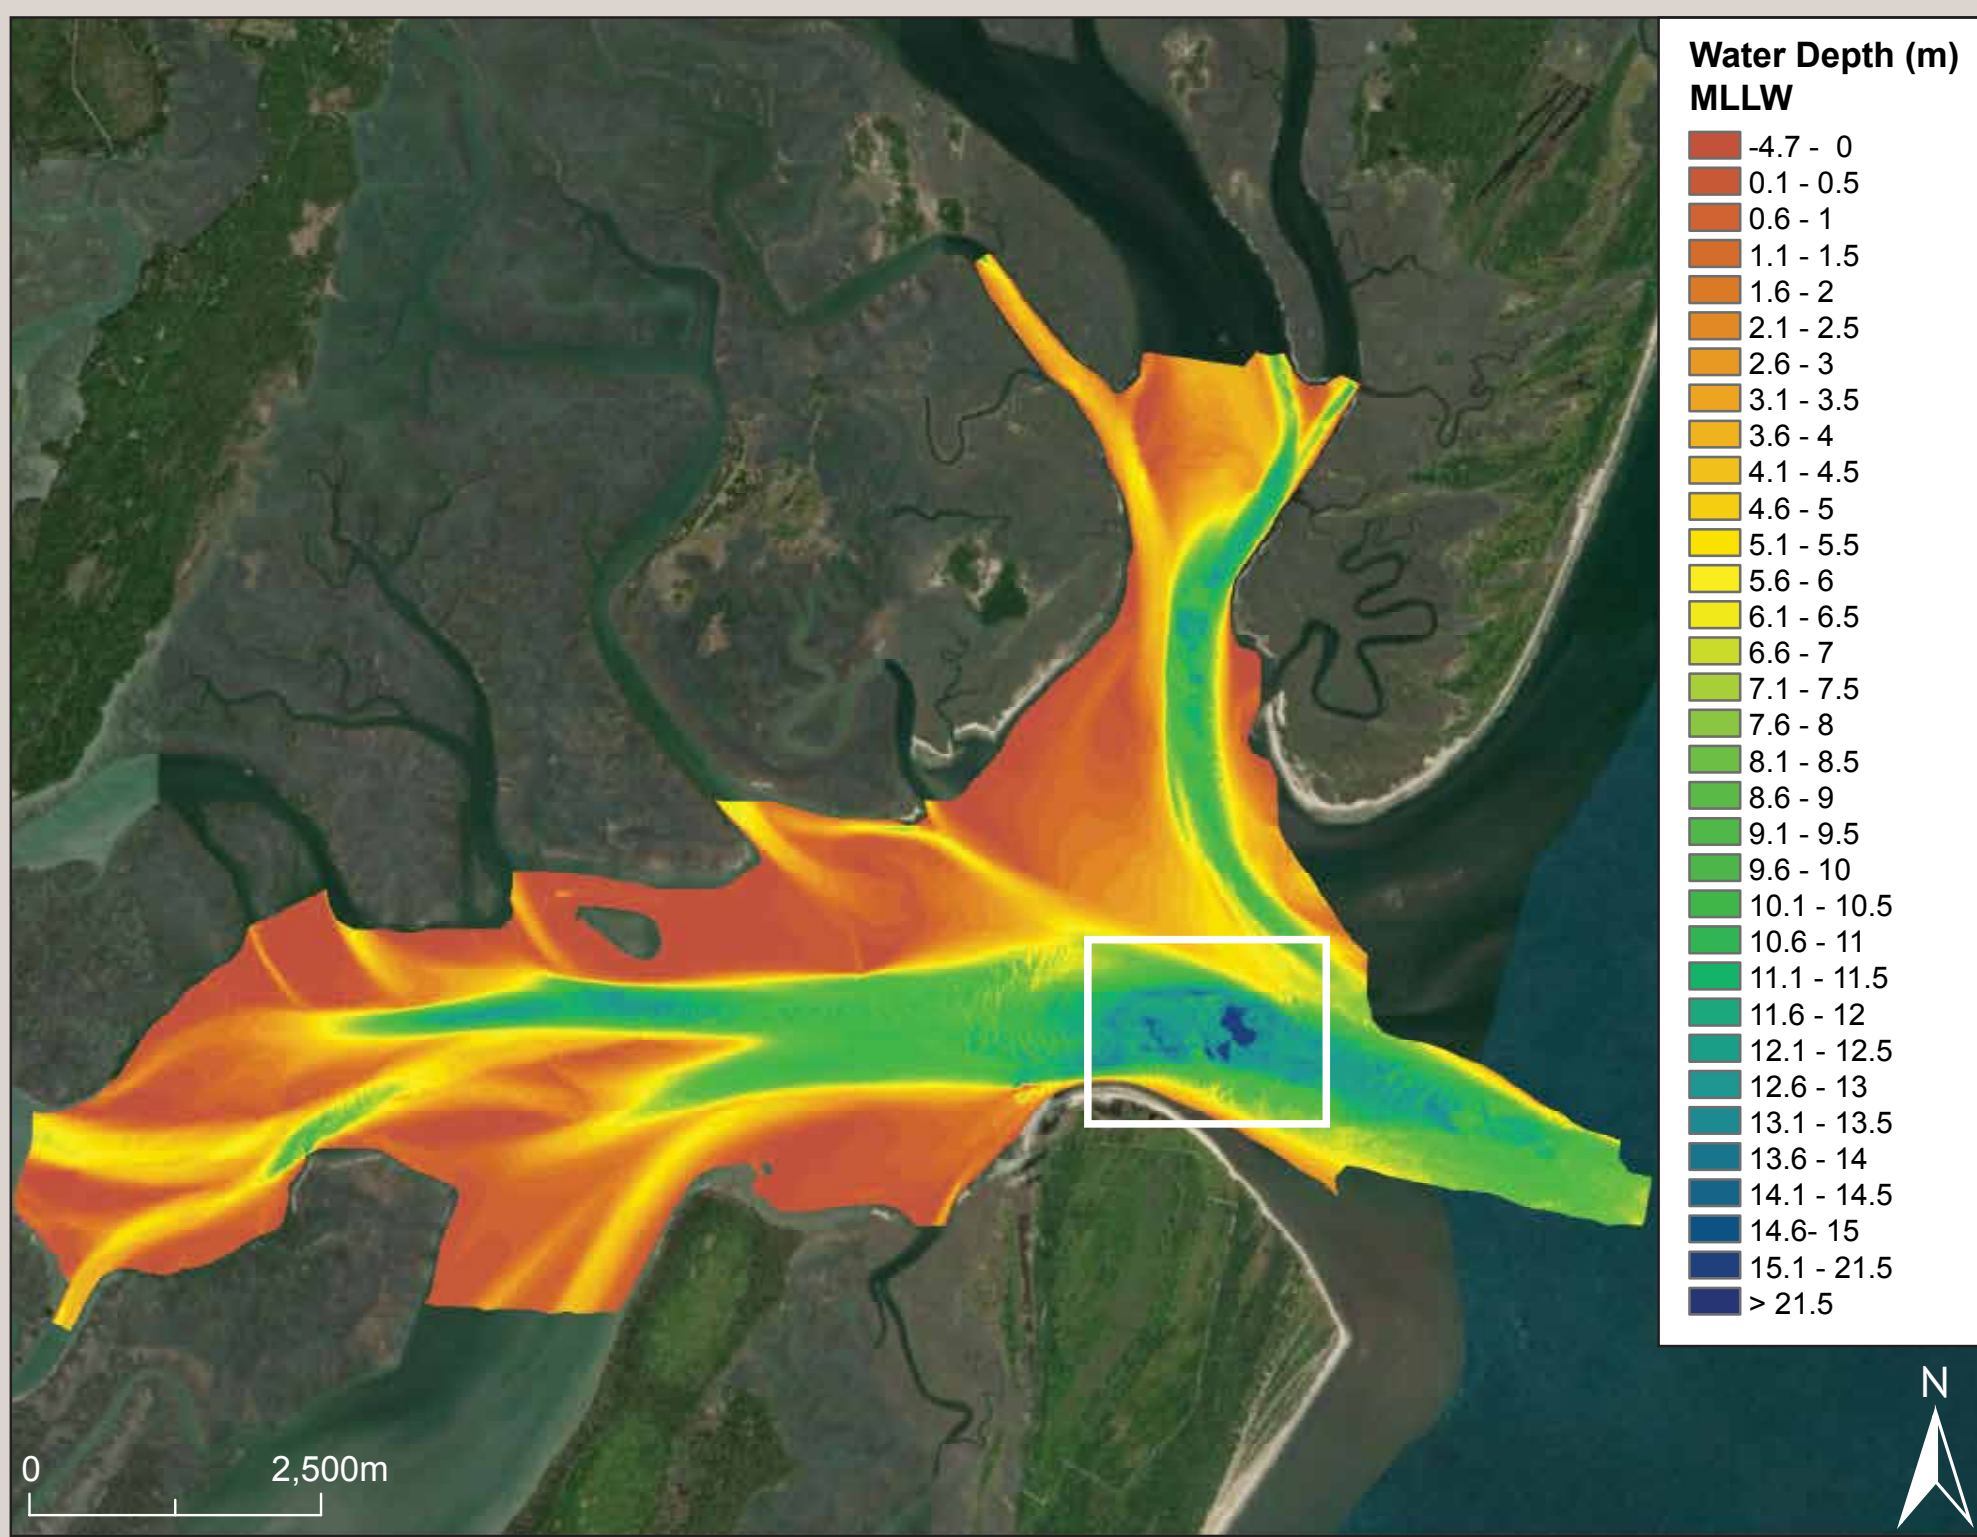 Water Depth (m)
MLLW
-4.7 - 0
0.1 - 0.5
0.6 - 1
1.1 - 1.5
1.6 - 2
2.1 - 2.5
2.6 - 3
3.1 - 3.5
3.6 - 4
4.1 - 4.5
4.6 - 5
5.1 - 5.5
5.6 - 6
6.1 - 6.5
6.6 - 7
7.1 - 7.5
7.6 - 8
8.1 - 8.5
8.6 - 9
9.1 - 9.5
9.6 - 10
10.1 - 10.5
10.6 - 11
11.1 - 11.5
11.6 - 12
12.1 - 12.5
12.6 - 13
13.1 - 13.5
13.6 - 14
14.1 - 14.5
14.6- 15
15.1 - 21.5
> 21.5
N
0 2,500m